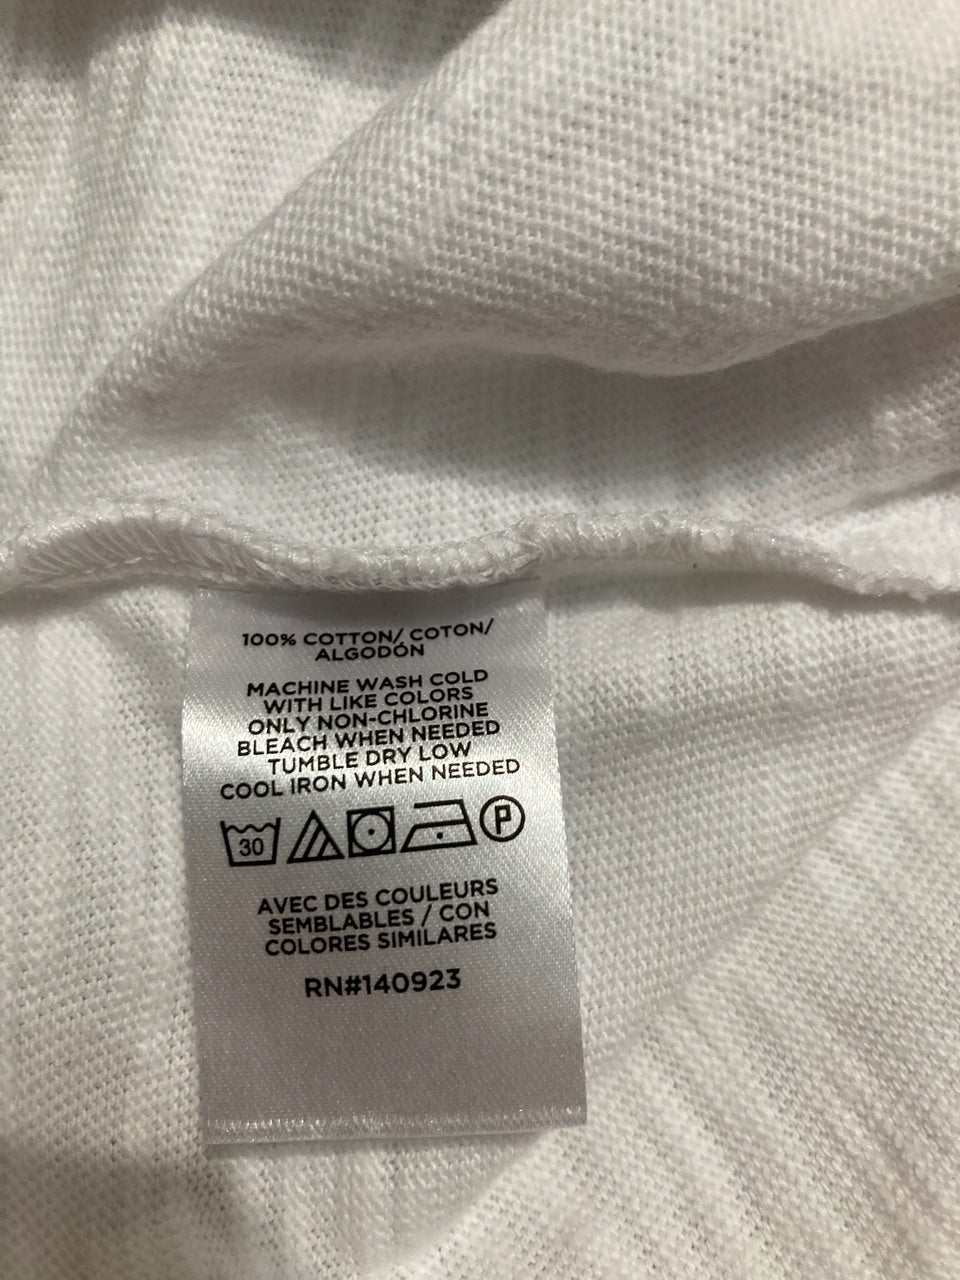 100% COTTON/ COTON/
ALGODÓN
MACHINE WASH COLD
WITH LIKE COLORS
ONLY NON-CHLORINE
BLEACH WHEN NEEDED
TUMBLE DRY LOW
COOL IRON WHEN NEEDED
30 P
AVEC DES COULEURS
SEMBLABLES / CON
COLORES SIMILARES
RN#140923